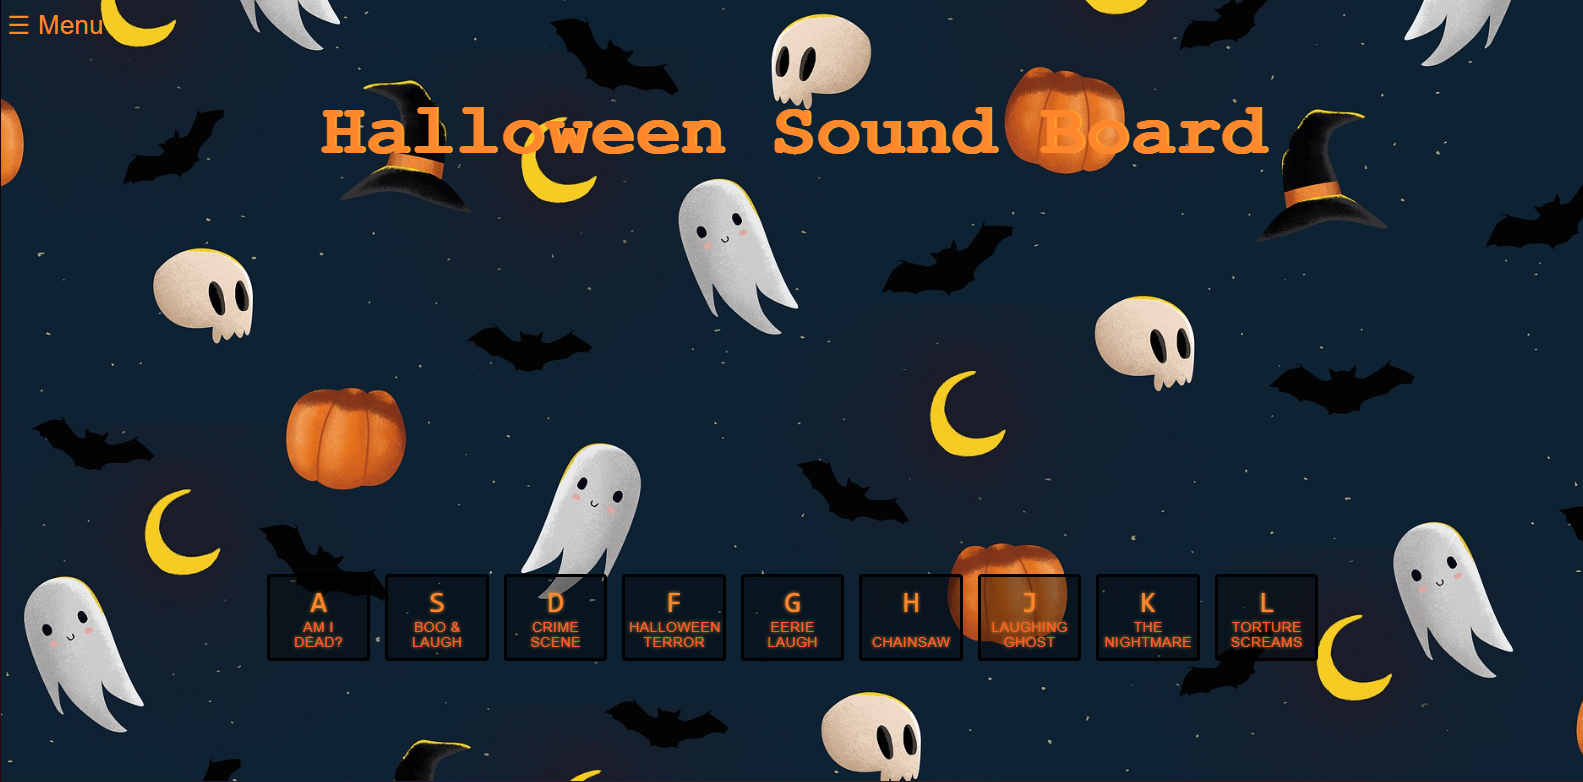 ☰ Menu
Halloween Sound Board
A
AM I
DEAD?
S
BOO &
LAUGH
D
CRIME
SCENE
F
HALLOWEEN
TERROR
G
EERIE
LAUGH
H
CHAINSAW
J
LAUGHING
GHOST
K
THE
NIGHTMARE
L
TORTURE
SCREAMS